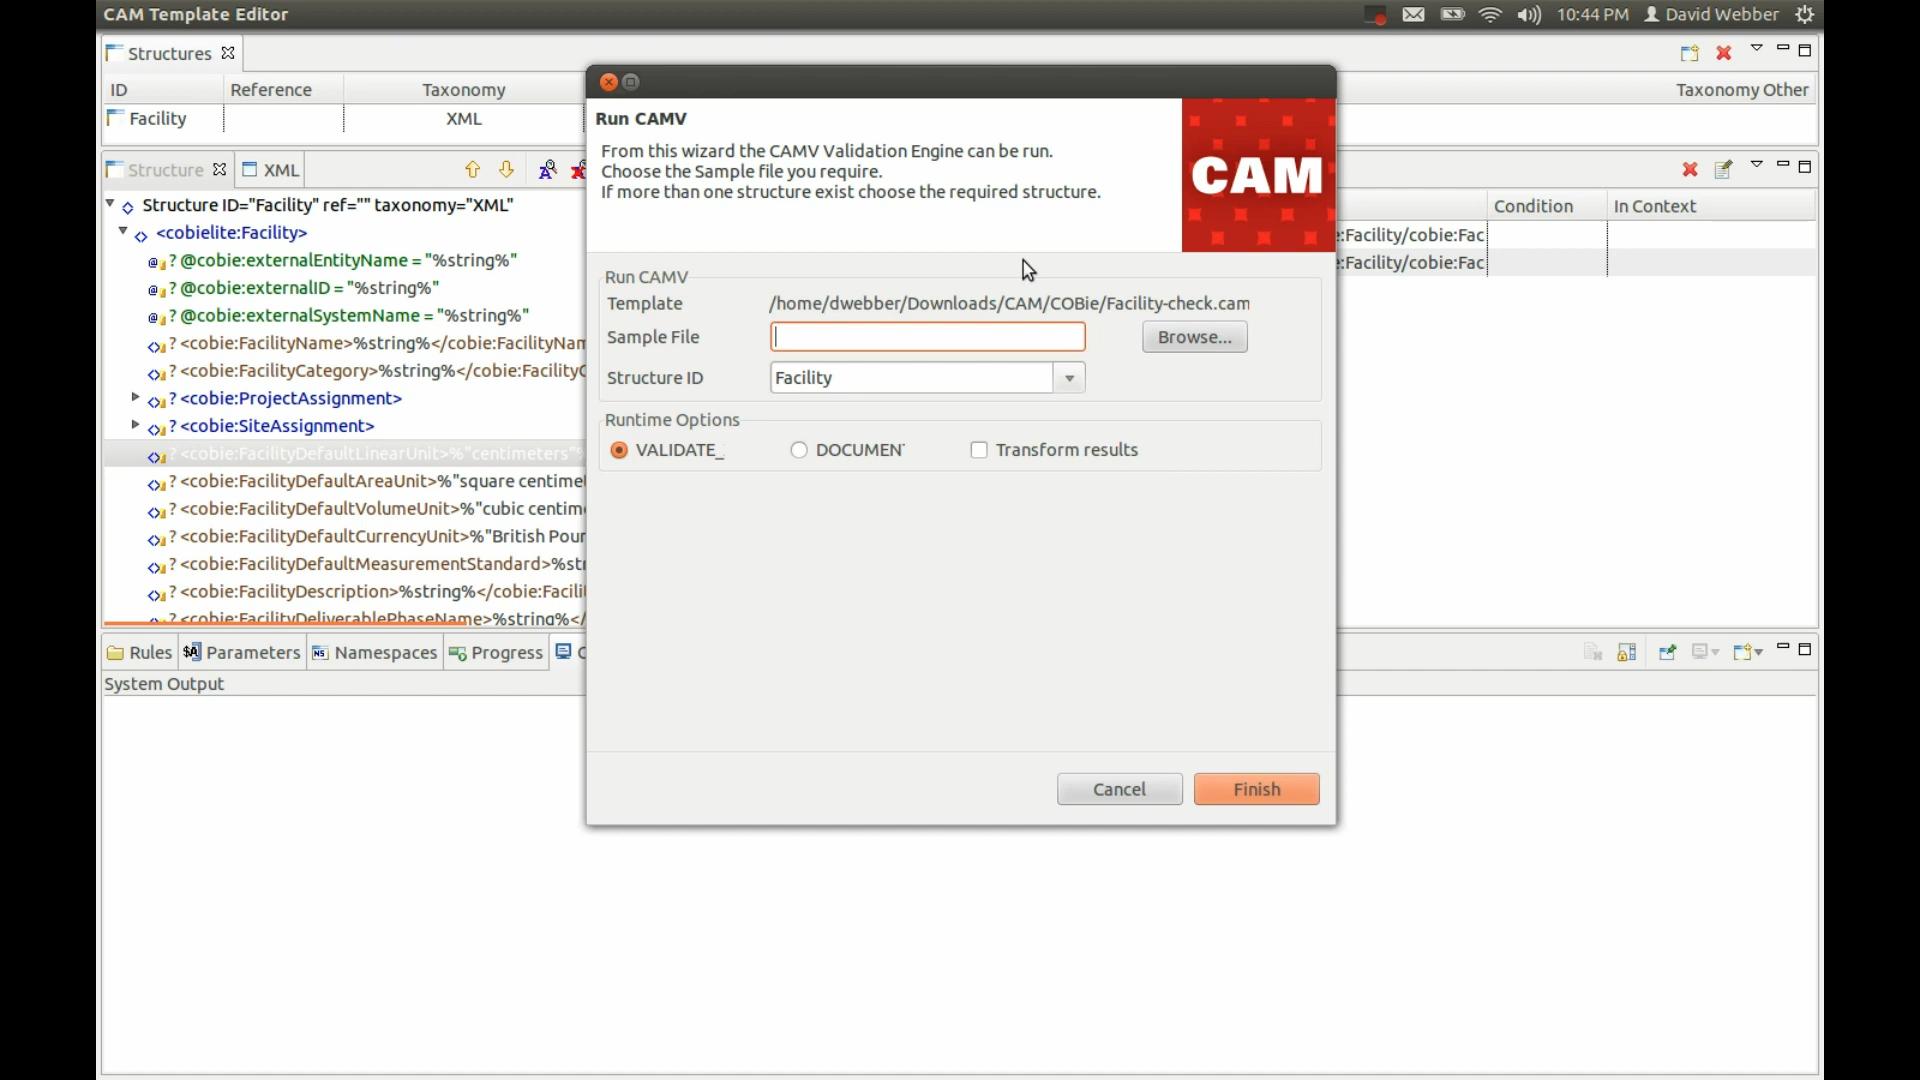 CAM Template Editor
10:44 PM David Webber
Structures
ID Reference Taxonomy Taxonomy Other
Facility XML
Structure XML
Structure ID="Facility" ref="" taxonomy="XML"
<cobielite:Facility>
? @cobie:externalEntityName = "%string%"
? @cobie:externalID = "%string%"
? @cobie:externalSystemName = "%string%"
? <cobie:FacilityName>%string%</cobie:FacilityNam
? <cobie:FacilityCategory>%string%</cobie:FacilityC
? <cobie:ProjectAssignment>
? <cobie:SiteAssignment>
? <cobie:FacilityDefaultLinearUnit>%"centimeters"%
? <cobie:FacilityDefaultAreaUnit>%"square centime
? <cobie:FacilityDefaultVolumeUnit>%"cubic centim
? <cobie:FacilityDefaultCurrencyUnit>%"British Pour
? <cobie:FacilityDefaultMeasurementStandard>%str
? <cobie:FacilityDescription>%string%</cobie:Facili
? <cobie:FacilityDeliverablePhaseName>%string%</
Run CAMV
From this wizard the CAMV Validation Engine can be run.
Choose the Sample file you require.
If more than one structure exist choose the required structure.
CAM
Run CAMV
Template /home/dwebber/Downloads/CAM/COBie/Facility-check.cam
Sample File Browse...
Structure ID Facility
Runtime Options
VALIDATE_ DOCUMENT Transform results
Cancel Finish
Condition In Context
:Facility/cobie:Fac
:Facility/cobie:Fac
Rules Parameters Namespaces Progress C
System Output